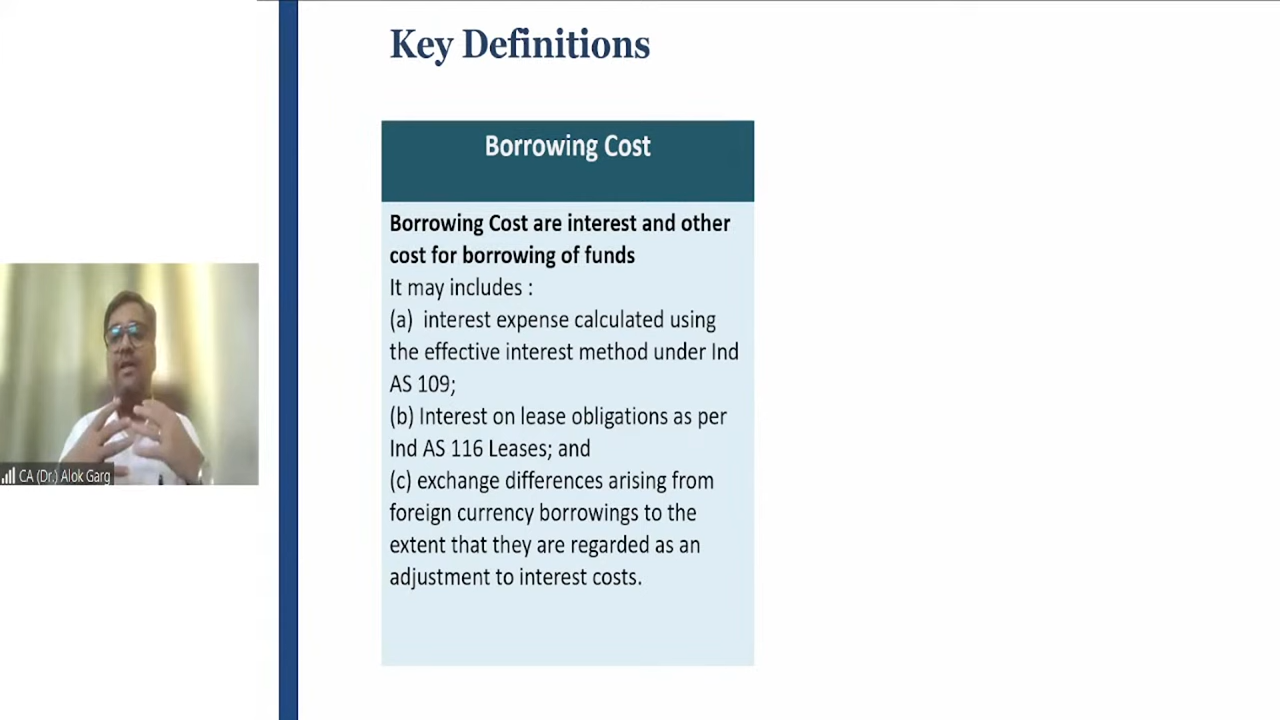 Key Definitions
Borrowing Cost
Borrowing Cost are interest and other
cost for borrowing of funds
It may includes :
(a) interest expense calculated using
the effective interest method under Ind
AS 109;
(b) Interest on lease obligations as per
Ind AS 116 Leases; and
(c) exchange differences arising from
foreign currency borrowings to the
extent that they are regarded as an
adjustment to interest costs.
CA (Dr.) Alok Garg